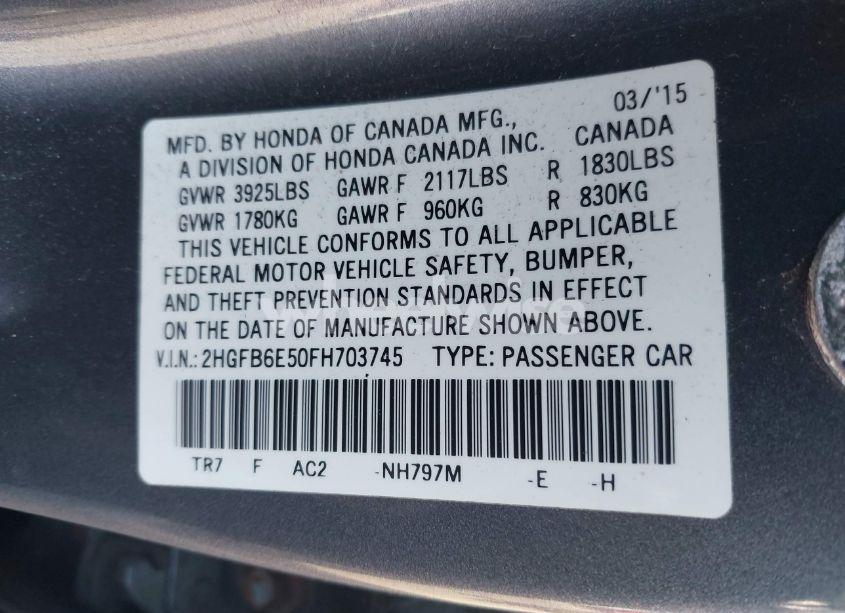 03/'15
MFD. BY HONDA OF CANADA MFG., CANADA
A DIVISION OF HONDA CANADA INC.
GVWR 3925LBS GAWR F 2117LBS R 1830LBS
GVWR 1780KG GAWR F 960KG R 830KG
THIS VEHICLE CONFORMS TO ALL APPLICABLE
FEDERAL MOTOR VEHICLE SAFETY, BUMPER,
AND THEFT PREVENTION STANDARDS IN EFFECT
ON THE DATE OF MANUFACTURE SHOWN ABOVE.
V.I.N.: 2HGFB6E50FH703745 TYPE: PASSENGER CAR
TR7 F AC2 -NH797M -E -H